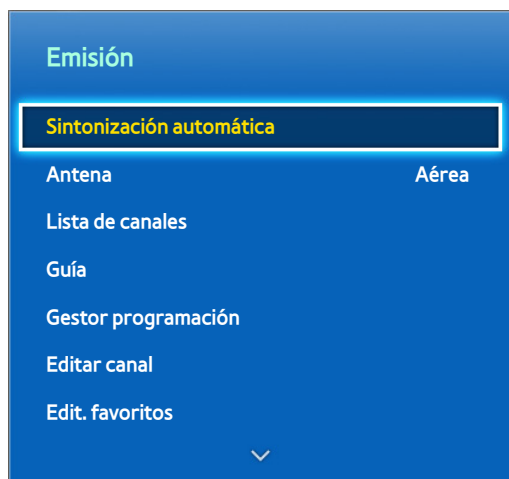 Emisión
Sintonización automática
Antena Aérea
Lista de canales
Guía
Gestor programación
Editar canal
Edit. favoritos